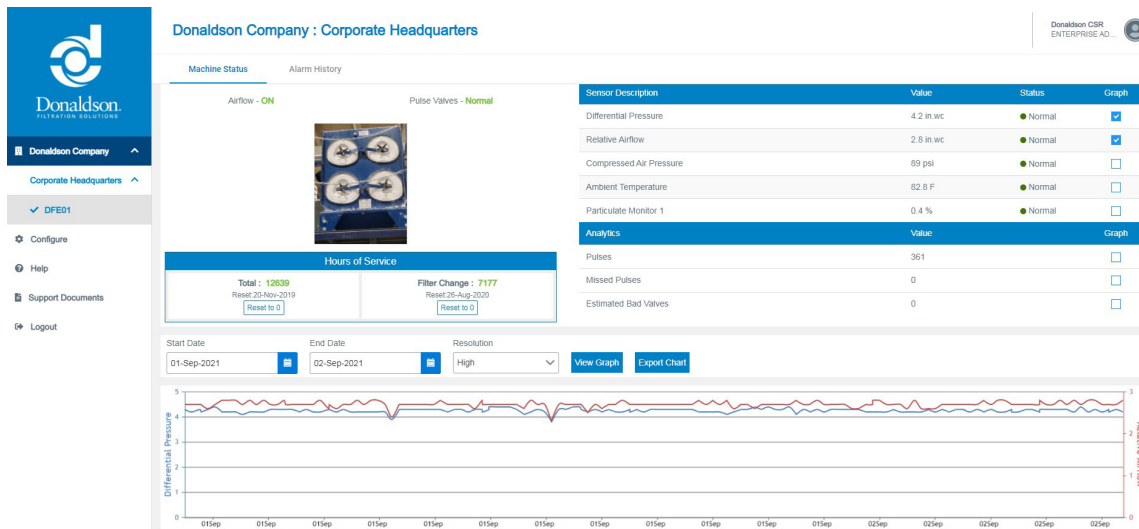 Donaldson.
FILTRATION SOLUTIONS
Donaldson Company
Corporate Headquarters
DFE01
Configure
Help
Support Documents
Logout
Donaldson Company : Corporate Headquarters
Donaldson CSR
ENTERPRISE AD...
Machine Status Alarm History
Airflow - ON Pulse Valves - Normal
Hours of Service
Total : 12639 Filter Change : 7177
Reset:20-Nov-2019 Reset:26-Aug-2020
Reset to 0 Reset to 0
Sensor Description Value Status Graph
Differential Pressure 4.2 in.wc Normal
Relative Airflow 2.8 in.wc Normal
Compressed Air Pressure 89 psi Normal
Ambient Temperature 82.8 F Normal
Particulate Monitor 1 0.4 % Normal
Analytics Value Graph
Pulses 361
Missed Pulses 0
Estimated Bad Valves 0
Start Date End Date Resolution
01-Sep-2021 02-Sep-2021 High View Graph Export Chart
Differential Pressure
5
4
3
2
1
0
3
2
1
0
01Sep 01Sep 01Sep 01Sep 01Sep 01Sep 01Sep 01Sep 01Sep 01Sep 01Sep 01Sep 02Sep 02Sep 02Sep 02Sep 02Sep